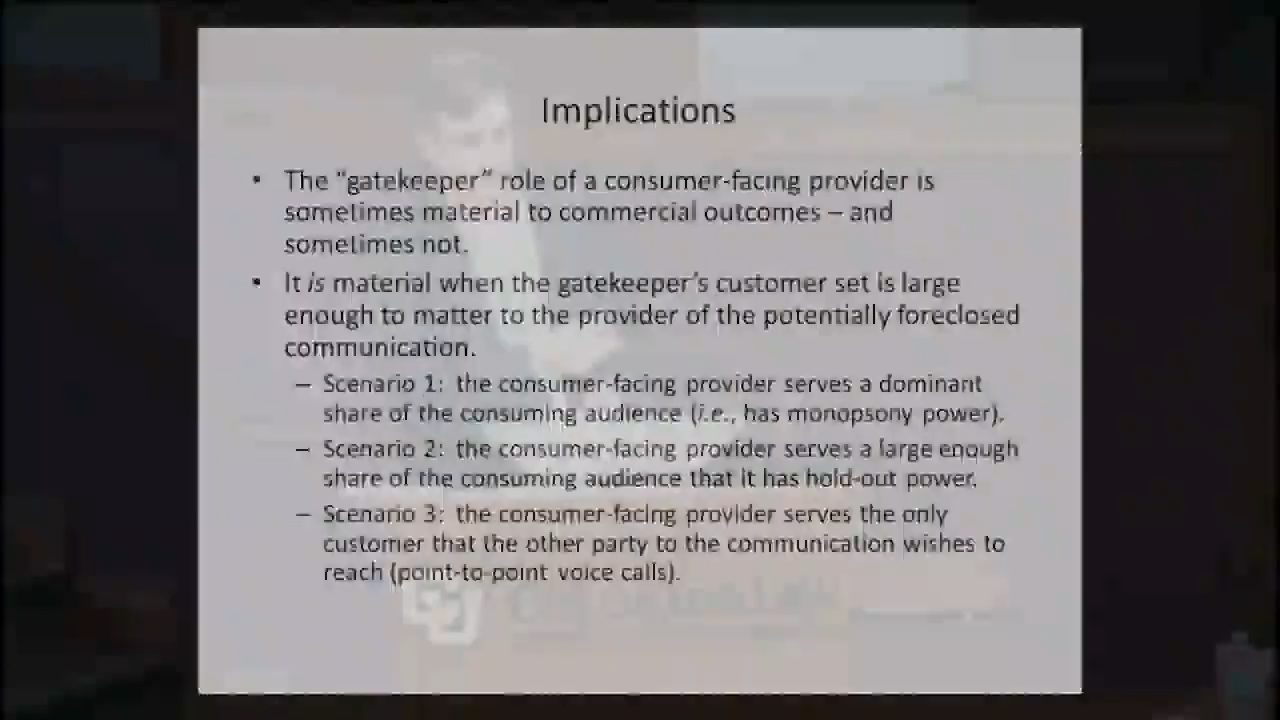 Implications
• The "gatekeeper" role of a consumer-facing provider is
sometimes material to commercial outcomes – and
sometimes not.
• It is material when the gatekeeper's customer set is large
enough to matter to the provider of the potentially foreclosed
communication.
– Scenario 1: the consumer-facing provider serves a dominant
share of the consuming audience (i.e., has monopsony power).
– Scenario 2: the consumer-facing provider serves a large enough
share of the consuming audience that it has hold-out power.
– Scenario 3: the consumer-facing provider serves the only
customer that the other party to the communication wishes to
reach (point-to-point voice calls).